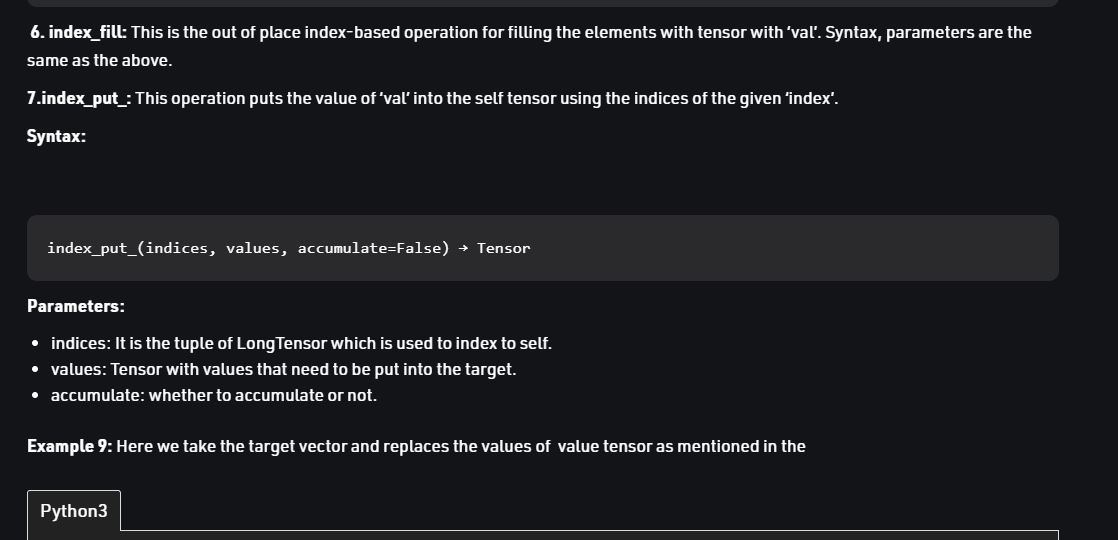 6. index_fill: This is the out of place index-based operation for filling the elements with tensor with ‘val’. Syntax, parameters are the
same as the above.
7.index_put_: This operation puts the value of ‘val’ into the self tensor using the indices of the given ‘index’.
Syntax:
index_put_(indices, values, accumulate=False) → Tensor
Parameters:
• indices: It is the tuple of LongTensor which is used to index to self.
• values: Tensor with values that need to be put into the target.
• accumulate: whether to accumulate or not.
Example 9: Here we take the target vector and replaces the values of  value tensor as mentioned in the
Python3